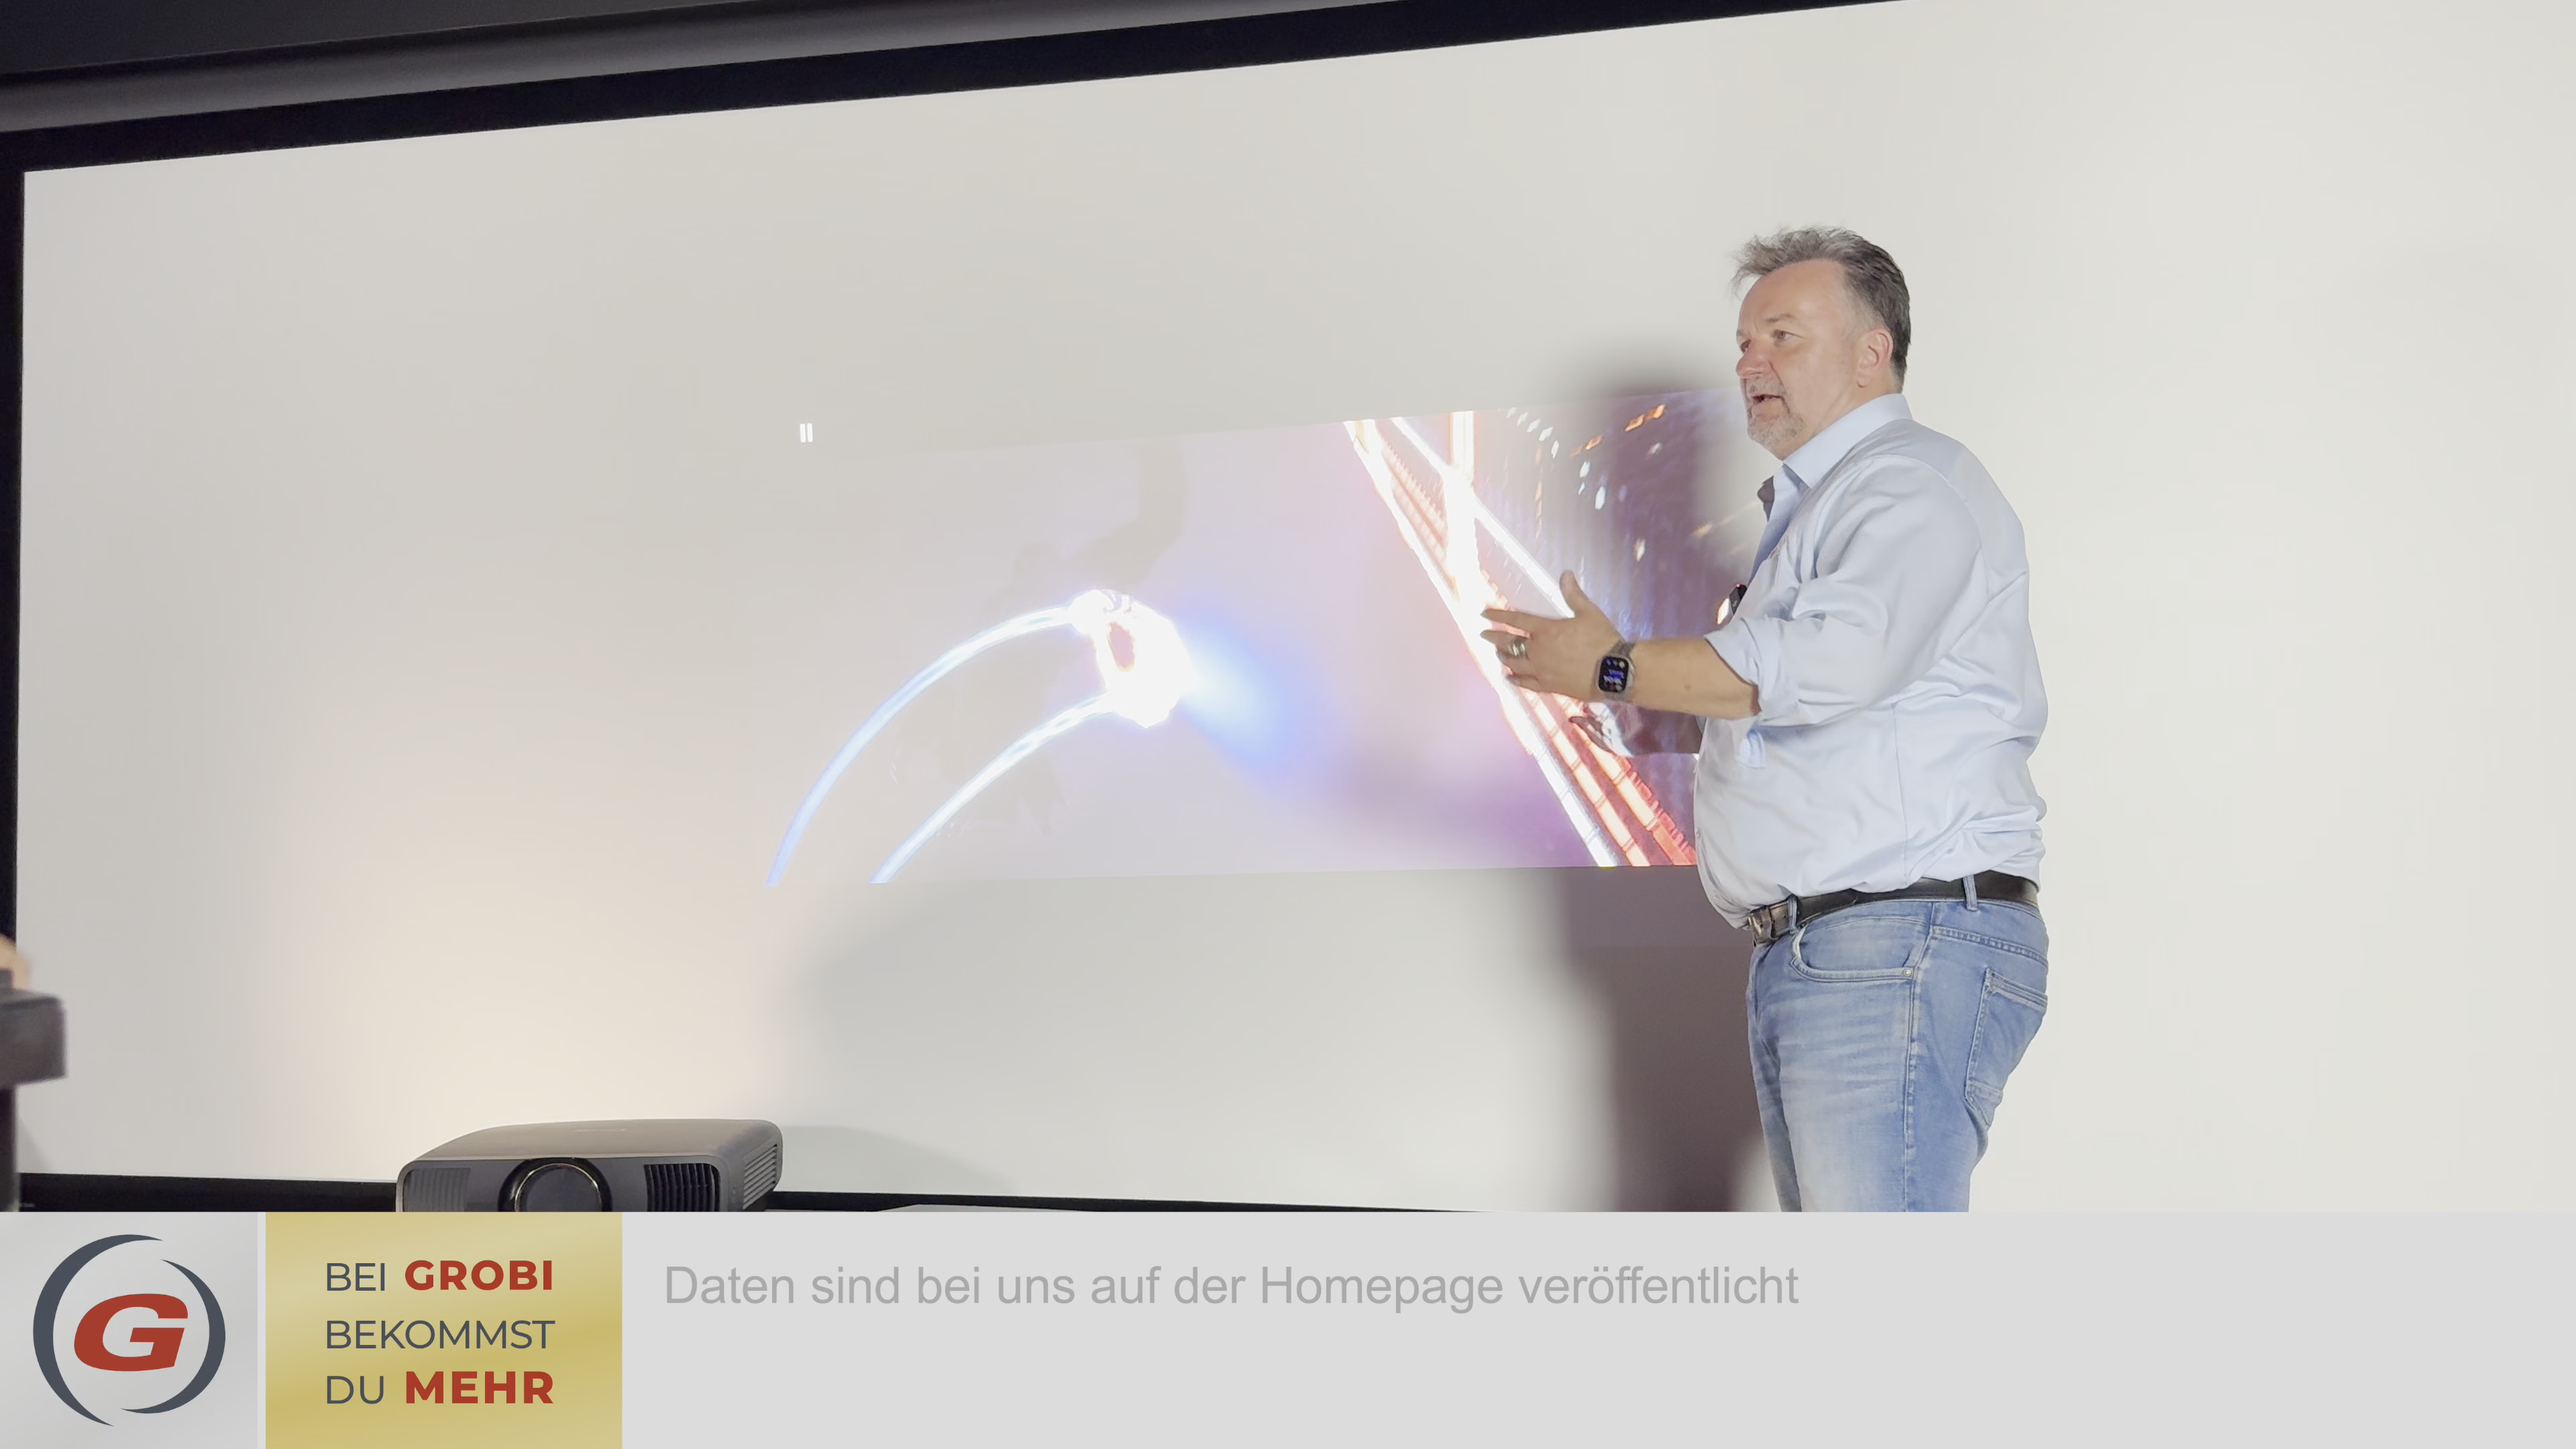 G
BEI GROBI
BEKOMMST
DU MEHR
Daten sind bei uns auf der Homepage veröffentlicht